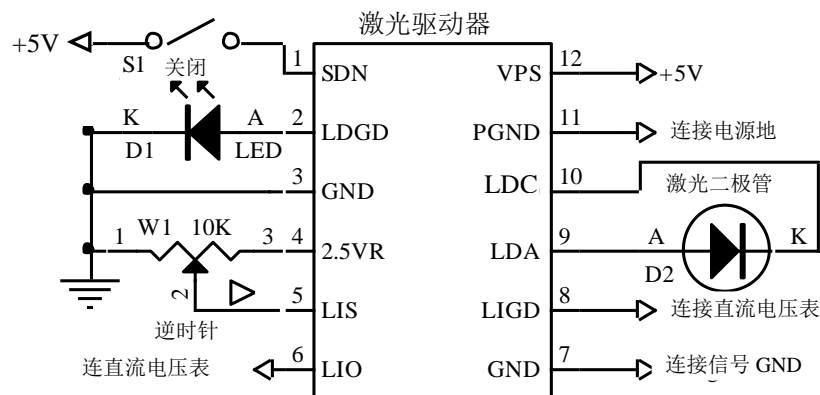 激光驱动器
+5V
S1
关闭
1 SDN
VPS 12
+5V
K
A
2 LDGD
D1
LED
PGND 11
连接电源地
3 GND
LDC 10
激光二极管
1
W1 10K
3
4 2.5VR
LDA 9
A
K
D2
2
5 LIS
LIGD 8
连接直流电压表
逆时针
连直流电压表
6 LIO
GND 7
连接信号 GND